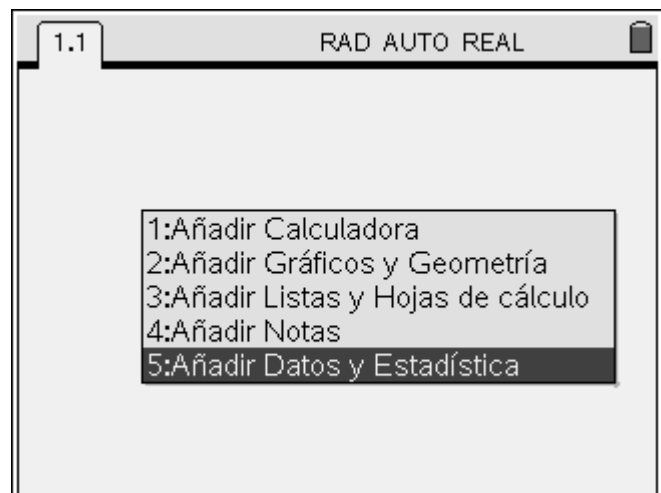 1.1 RAD AUTO REAL
1:Añadir Calculadora
2:Añadir Gráficos y Geometría
3:Añadir Listas y Hojas de cálculo
4:Añadir Notas
5:Añadir Datos y Estadística